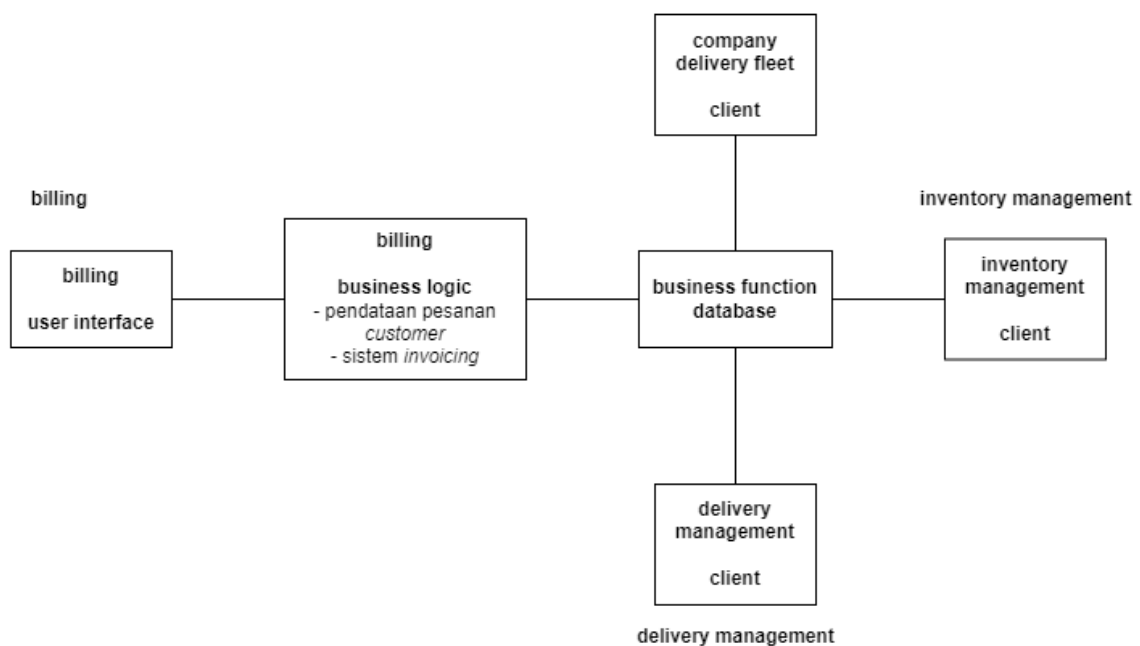 company
delivery fleet
client
billing
inventory management
billing
user interface
billing
business logic
- pendataan pesanan
customer
- sistem invoicing
business function
database
inventory
management
client
delivery
management
client
delivery management